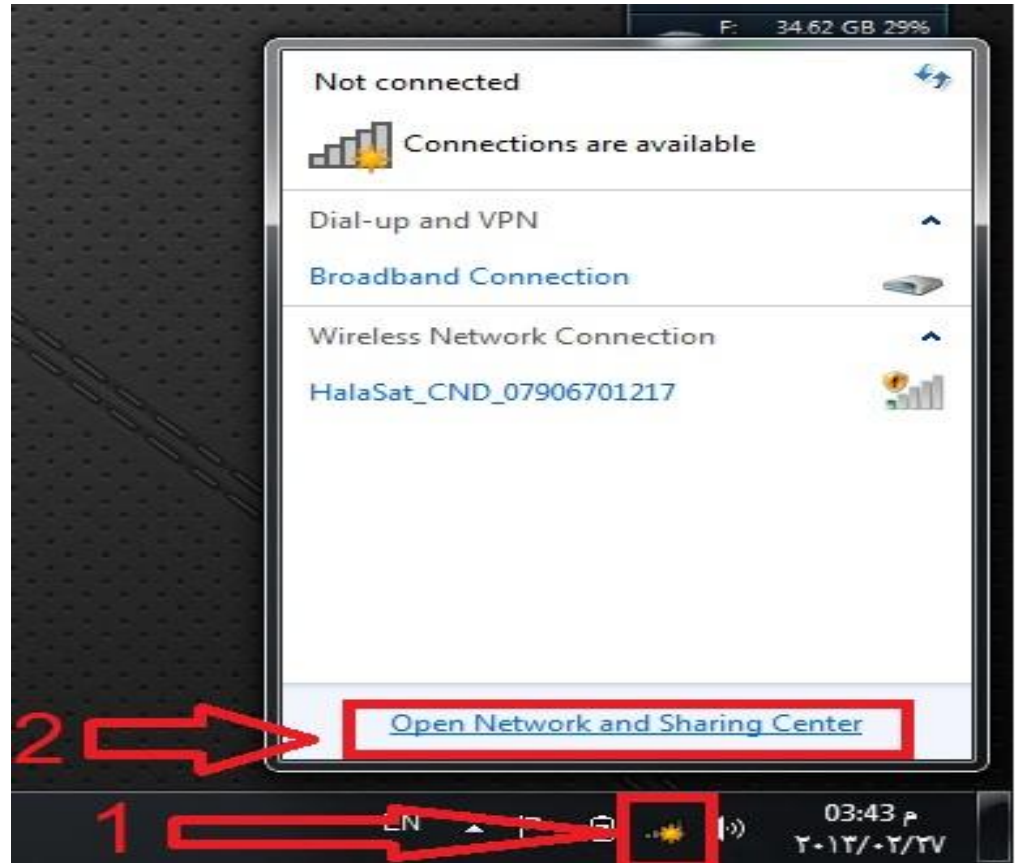 F: 34.62 GB 29%
Not connected
Connections are available
Dial-up and VPN
Broadband Connection
Wireless Network Connection
HalaSat_CND_07906701217
Open Network and Sharing Center
2
1
EN
03:43 م
٢٠١٣/٠٢/٢٧